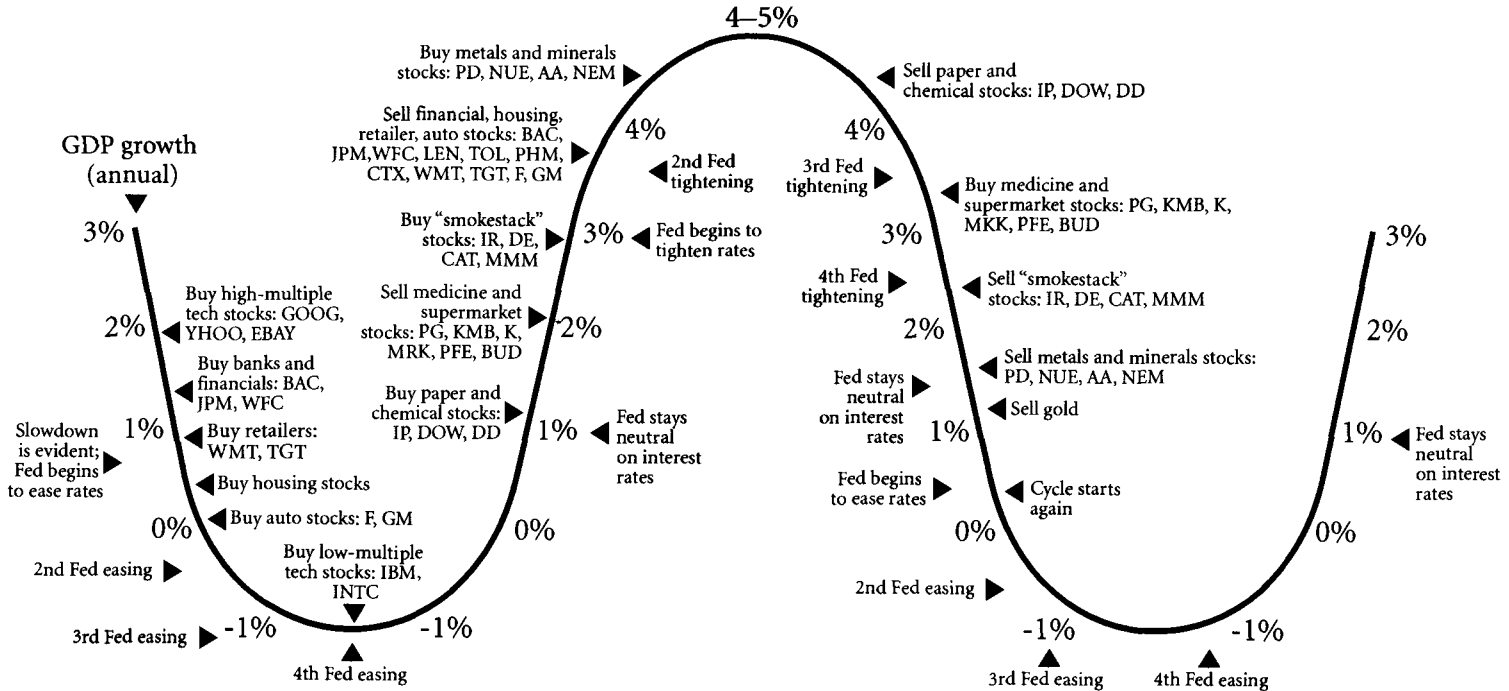 GDP growth
(annual)
3%
Buy high-multiple
tech stocks: GOOG,
YHOO, EBAY
2%
Buy banks and
financials: BAC,
JPM, WFC
1%
Buy retailers:
WMT, TGT
Slowdown
is evident;
Fed begins
to ease rates
Buy housing stocks
Buy auto stocks: F, GM
0%
2nd Fed easing
3rd Fed easing
-1%
Buy low-multiple
tech stocks: IBM,
INTC
4th Fed easing
-1%
0%
Buy paper and
chemical stocks:
IP, DOW, DD
1%
Fed stays
neutral
on interest
rates
Sell medicine and
supermarket
stocks: PG, KMB, K,
MRK, PFE, BUD
2%
Buy “smokestack”
stocks: IR, DE,
CAT, MMM
3%
Fed begins to
tighten rates
Sell financial, housing,
retailer, auto stocks: BAC,
JPM,WFC, LEN, TOL, PHM,
CTX, WMT, TGT, F, GM
4%
2nd Fed
tightening
Buy metals and minerals
stocks: PD, NUE, AA, NEM
4–5%
Sell paper and
chemical stocks: IP, DOW, DD
4%
3rd Fed
tightening
Buy medicine and
supermarket stocks: PG, KMB, K,
MKK, PFE, BUD
3%
4th Fed
tightening
Sell “smokestack”
stocks: IR, DE, CAT, MMM
2%
Sell metals and minerals stocks:
PD, NUE, AA, NEM
Fed stays
neutral
on interest
rates
Sell gold
1%
Fed begins
to ease rates
Cycle starts
again
0%
2nd Fed easing
-1%
3rd Fed easing
-1%
4th Fed easing
0%
1%
Fed stays
neutral
on interest
rates
2%
3%